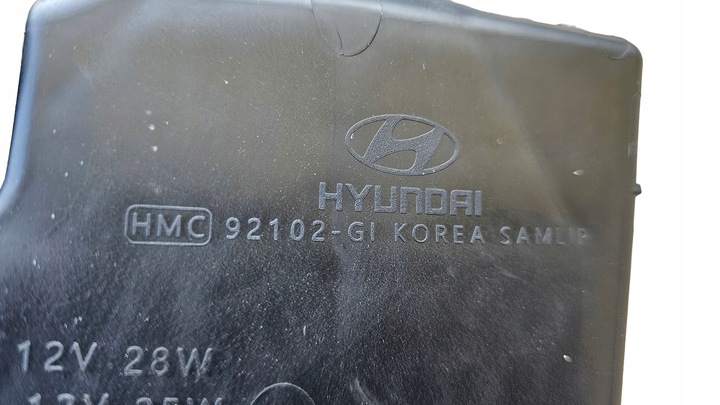 HYUNDAI
HMC 92102-GI KOREA SAMLIP
12V 28W